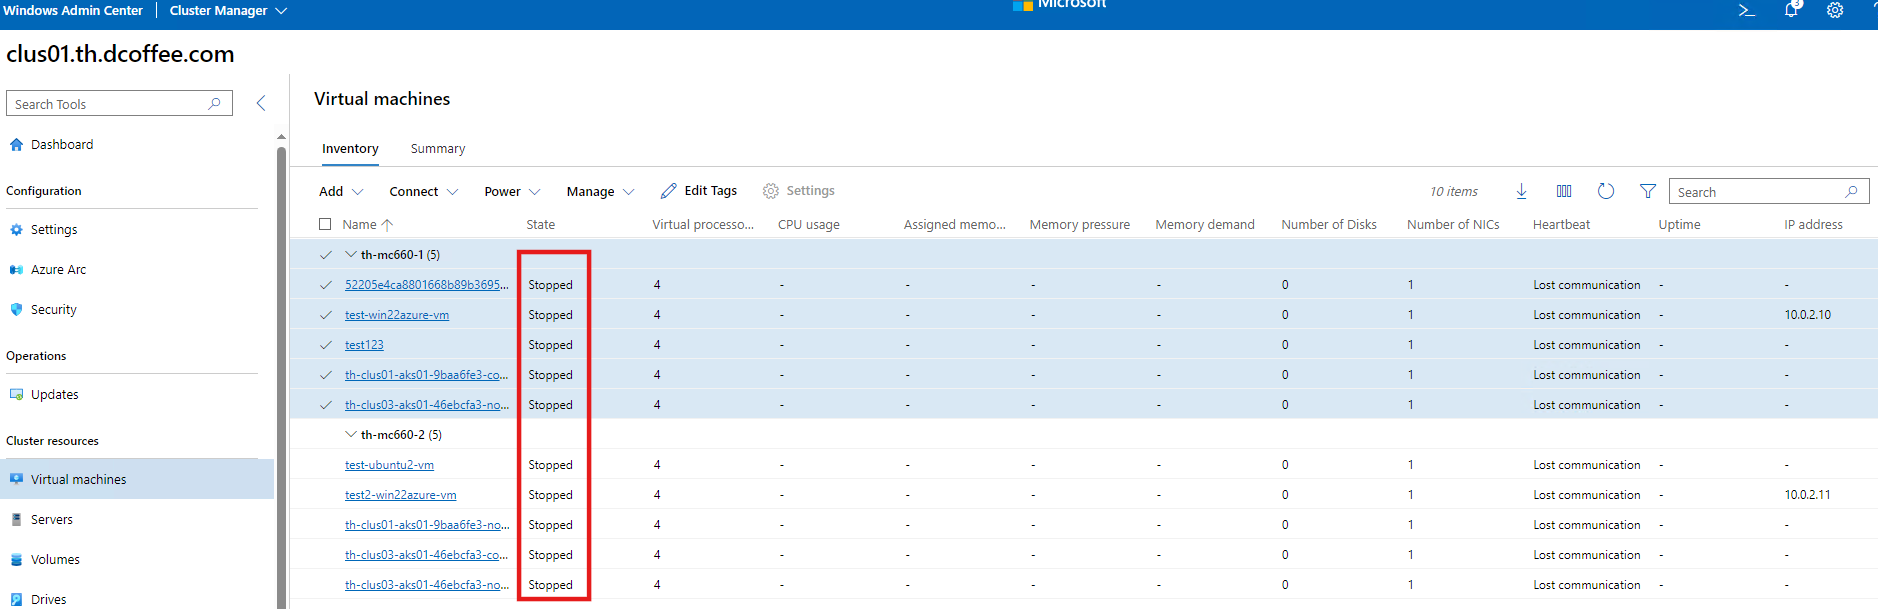 Windows Admin Center | Cluster Manager
Microsoft
3
clus01.th.dcoffee.com
Search Tools
Dashboard
Configuration
Settings
Azure Arc
Security
Operations
Updates
Cluster resources
Virtual machines
Servers
Volumes
Drives
Virtual machines
Inventory Summary
Add Connect Power Manage Edit Tags Settings 10 items Search
Name State Virtual processo... CPU usage Assigned memo... Memory pressure Memory demand Number of Disks Number of NICs Heartbeat Uptime IP address
th-mc660-1 (5)
52205e4ca8801668b89b3695... Stopped 4 - - - - 0 1 Lost communication - -
test-win22azure-vm Stopped 4 - - - - 0 1 Lost communication - 10.0.2.10
test123 Stopped 4 - - - - 0 1 Lost communication - -
th-clus01-aks01-9baa6fe3-co... Stopped 4 - - - - 0 1 Lost communication - -
th-clus03-aks01-46ebcfa3-no... Stopped 4 - - - - 0 1 Lost communication - -
th-mc660-2 (5)
test-ubuntu2-vm Stopped 4 - - - - 0 1 Lost communication - -
test2-win22azure-vm Stopped 4 - - - - 0 1 Lost communication - 10.0.2.11
th-clus01-aks01-9baa6fe3-no... Stopped 4 - - - - 0 1 Lost communication - -
th-clus03-aks01-46ebcfa3-co... Stopped 4 - - - - 0 1 Lost communication - -
th-clus03-aks01-46ebcfa3-no... Stopped 4 - - - - 0 1 Lost communication - -